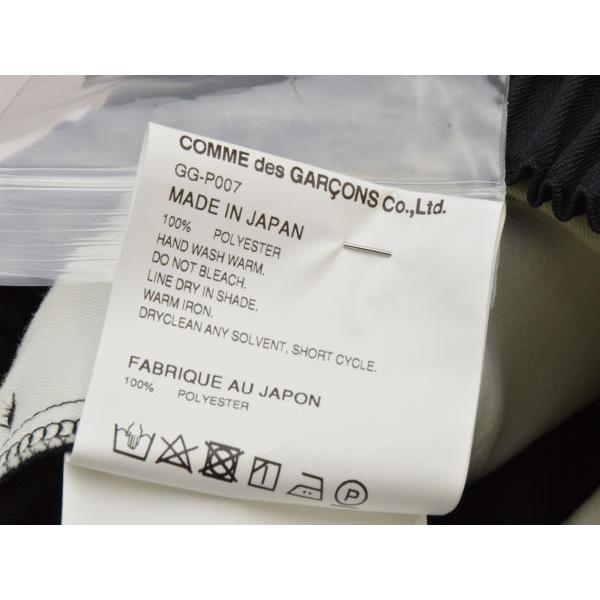 COMME des GARÇONS Co.,Ltd.
GG-P007
MADE IN JAPAN
100% POLYESTER
HAND WASH WARM.
DO NOT BLEACH.
LINE DRY IN SHADE.
WARM IRON.
DRYCLEAN ANY SOLVENT, SHORT CYCLE.
FABRIQUE AU JAPON
100% POLYESTER
P